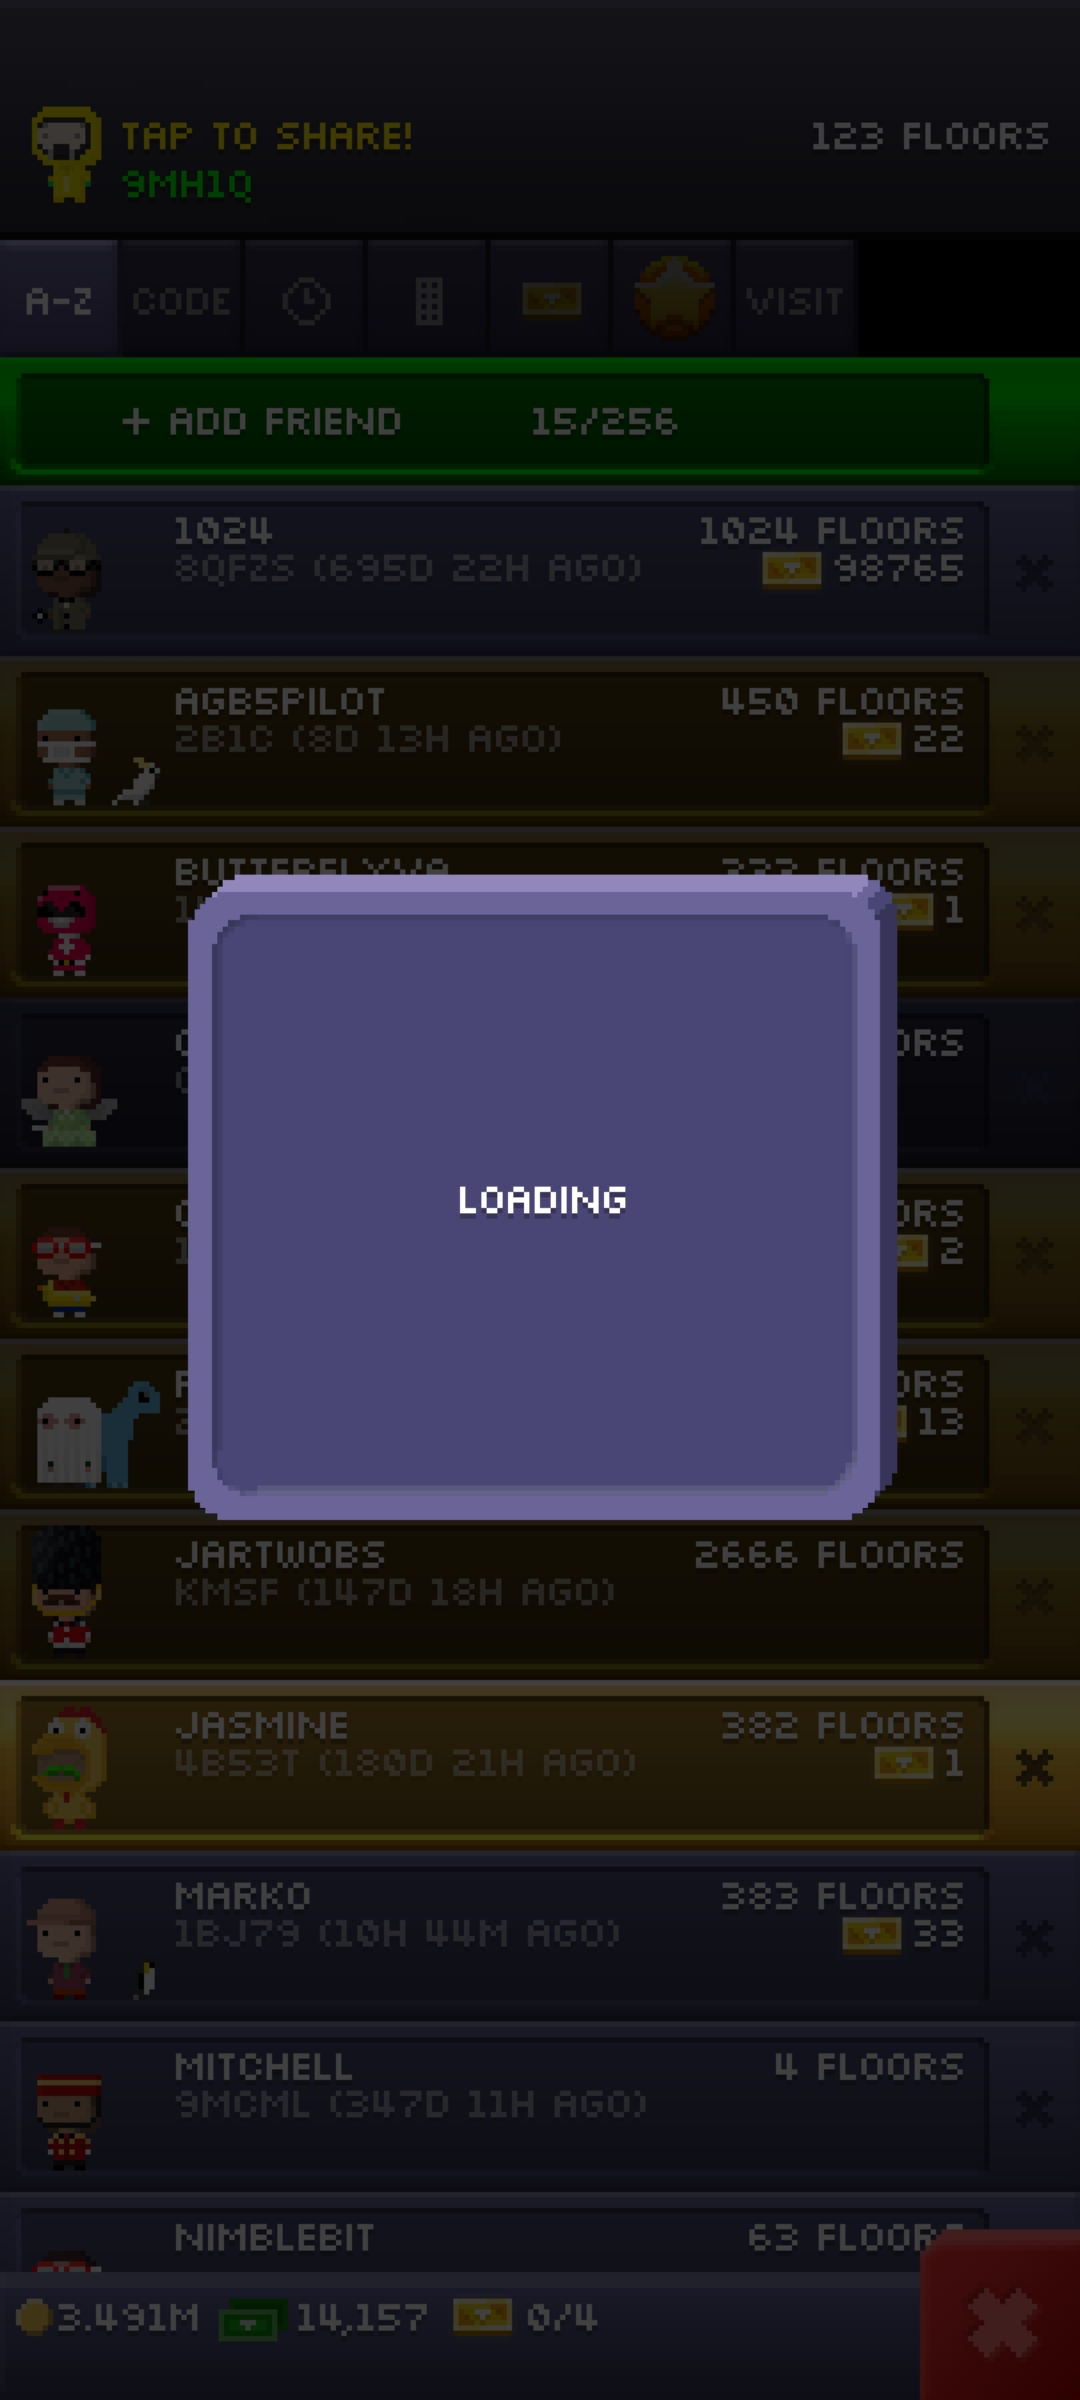 TAP TO SHARE!
123 FLOORS
9MH1Q
A-Z
CODE
VISIT
+ ADD FRIEND 15/256
1024
1024 FLOORS
8QFZS (695D 22H AGO)
98765
AGB5PILOT
450 FLOORS
2B1C (8D 13H AGO)
22
FLOORS
1
2
13
JARTWOBS
2666 FLOORS
KMSF (147D 18H AGO)
JASMINE
382 FLOORS
4B53T (180D 21H AGO)
1
LOADING
MARKO
383 FLOORS
1BJ79 (10H 44M AGO)
33
MITCHELL
4 FLOORS
9MCML (347D 11H AGO)
NIMBLEBIT
63 FLOORS
3.491M
14,157
0/4